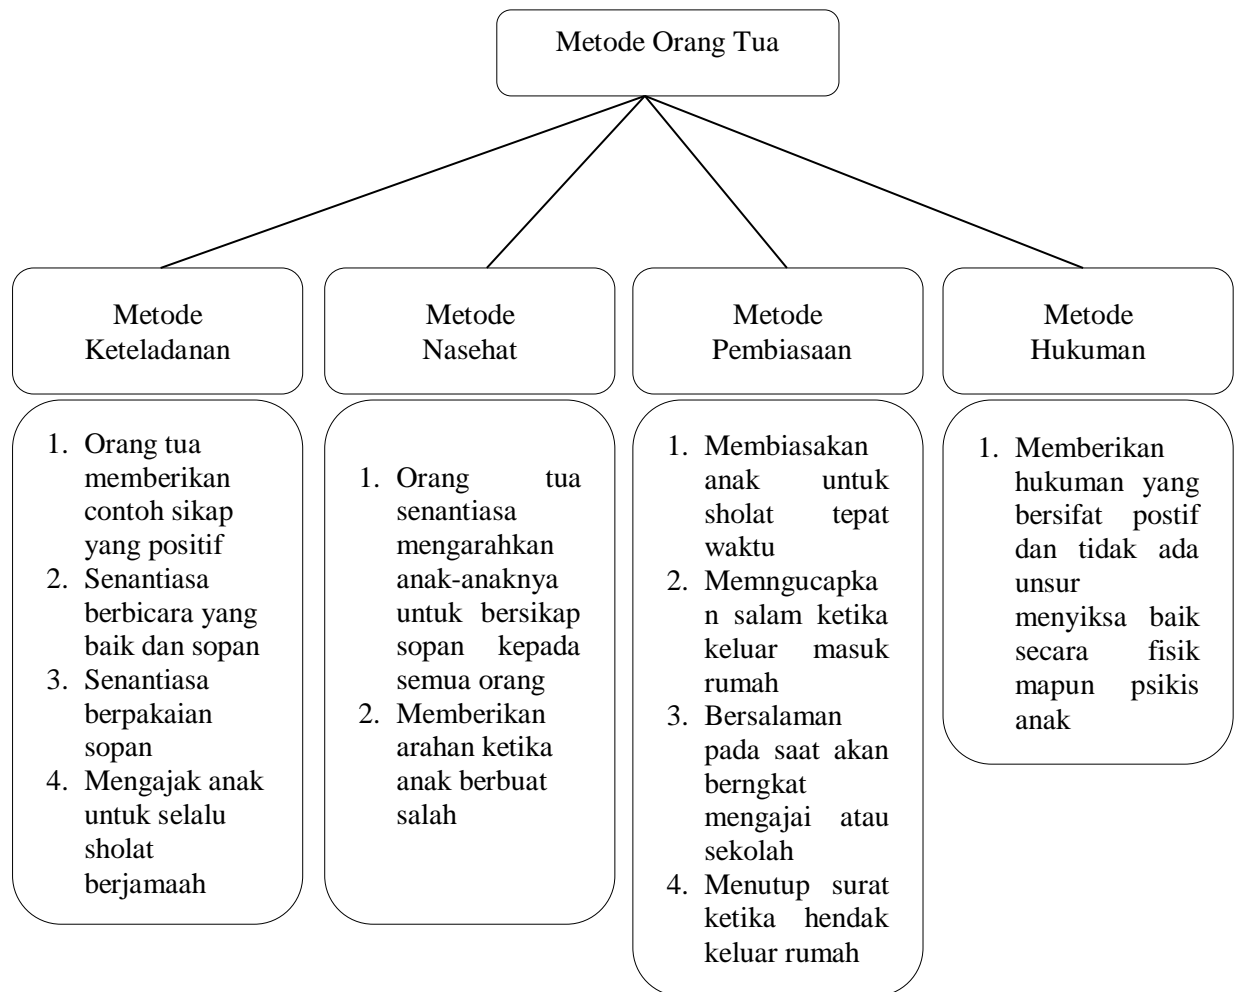 Metode Orang Tua
Metode
Keteladanan
Metode
Nasehat
Metode
Pembiasaan
Metode
Hukuman
1. Orang tua
memberikan
contoh sikap
yang positif
2. Senantiasa
berbicara yang
baik dan sopan
3. Senantiasa
berpakaian
sopan
4. Mengajak anak
untuk selalu
sholat
berjamaah
1. Orang tua
senantiasa
mengarahkan
anak-anaknya
untuk bersikap
sopan kepada
semua orang
2. Memberikan
arahan ketika
anak berbuat
salah
1. Membiasakan
anak untuk
sholat tepat
waktu
2. Memngucapka
n salam ketika
keluar masuk
rumah
3. Bersalaman
pada saat akan
berngkat
mengajai atau
sekolah
4. Menutup surat
ketika hendak
keluar rumah
1. Memberikan
hukuman yang
bersifat postif
dan tidak ada
unsur
menyiksa baik
secara fisik
mapun psikis
anak